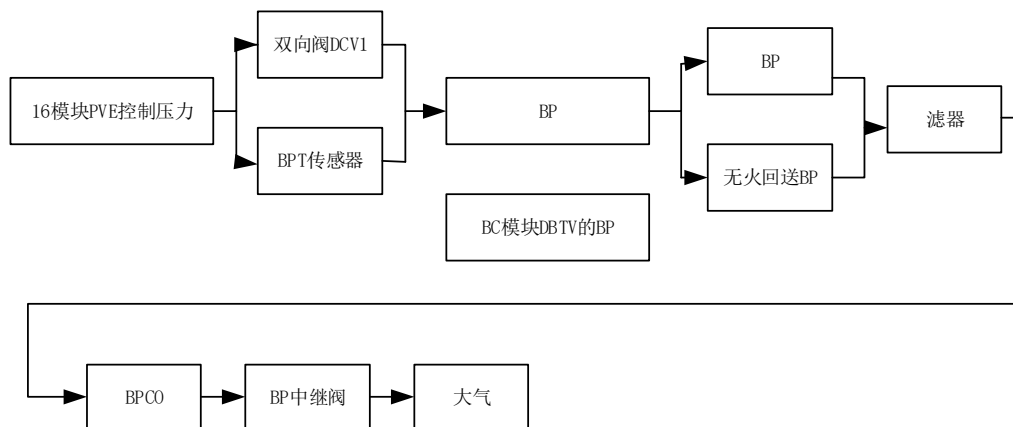 双向阀DCV1
16模块PVE控制压力
BPT传感器
BP
BP
无火回送BP
滤器
BC模块DBTV的BP
BPCO
BP中继阀
大气